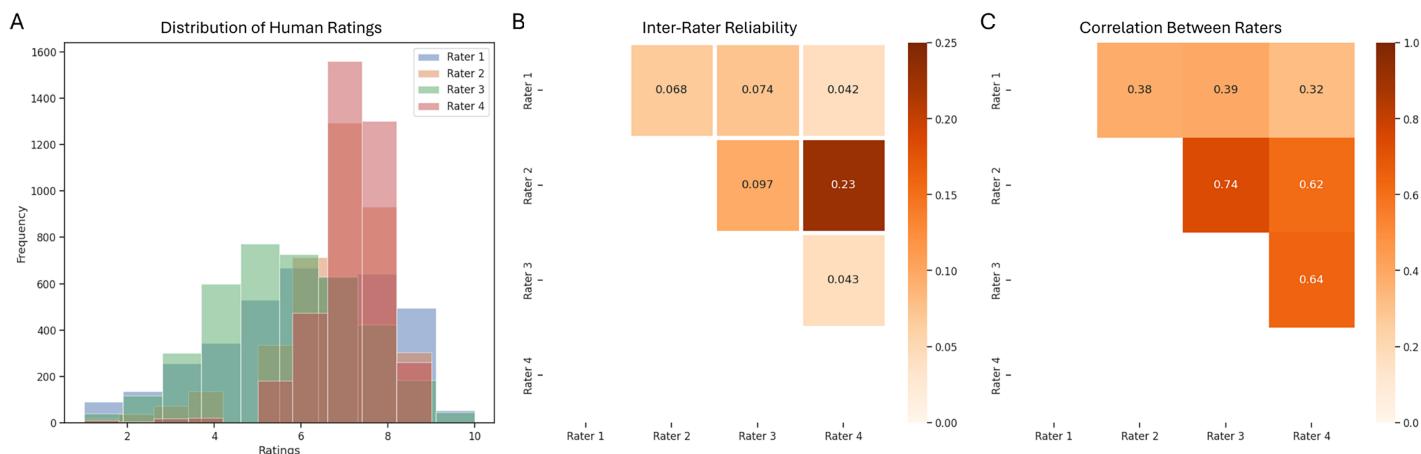 A
Distribution of Human Ratings
1600
1400
1200
1000
800
600
400
200
0
Frequency
2 4 6 8 10
Ratings
Rater 1
Rater 2
Rater 3
Rater 4
B
Inter-Rater Reliability
Rater 1
Rater 2
Rater 3
Rater 4
0.068 0.074 0.042
0.097 0.23
0.043
Rater 1 Rater 2 Rater 3 Rater 4
0.25
0.20
0.15
0.10
0.05
0.00
C
Correlation Between Raters
Rater 1
Rater 2
Rater 3
Rater 4
0.38 0.39 0.32
0.74 0.62
0.64
Rater 1 Rater 2 Rater 3 Rater 4
1.0
0.8
0.6
0.4
0.2
0.0